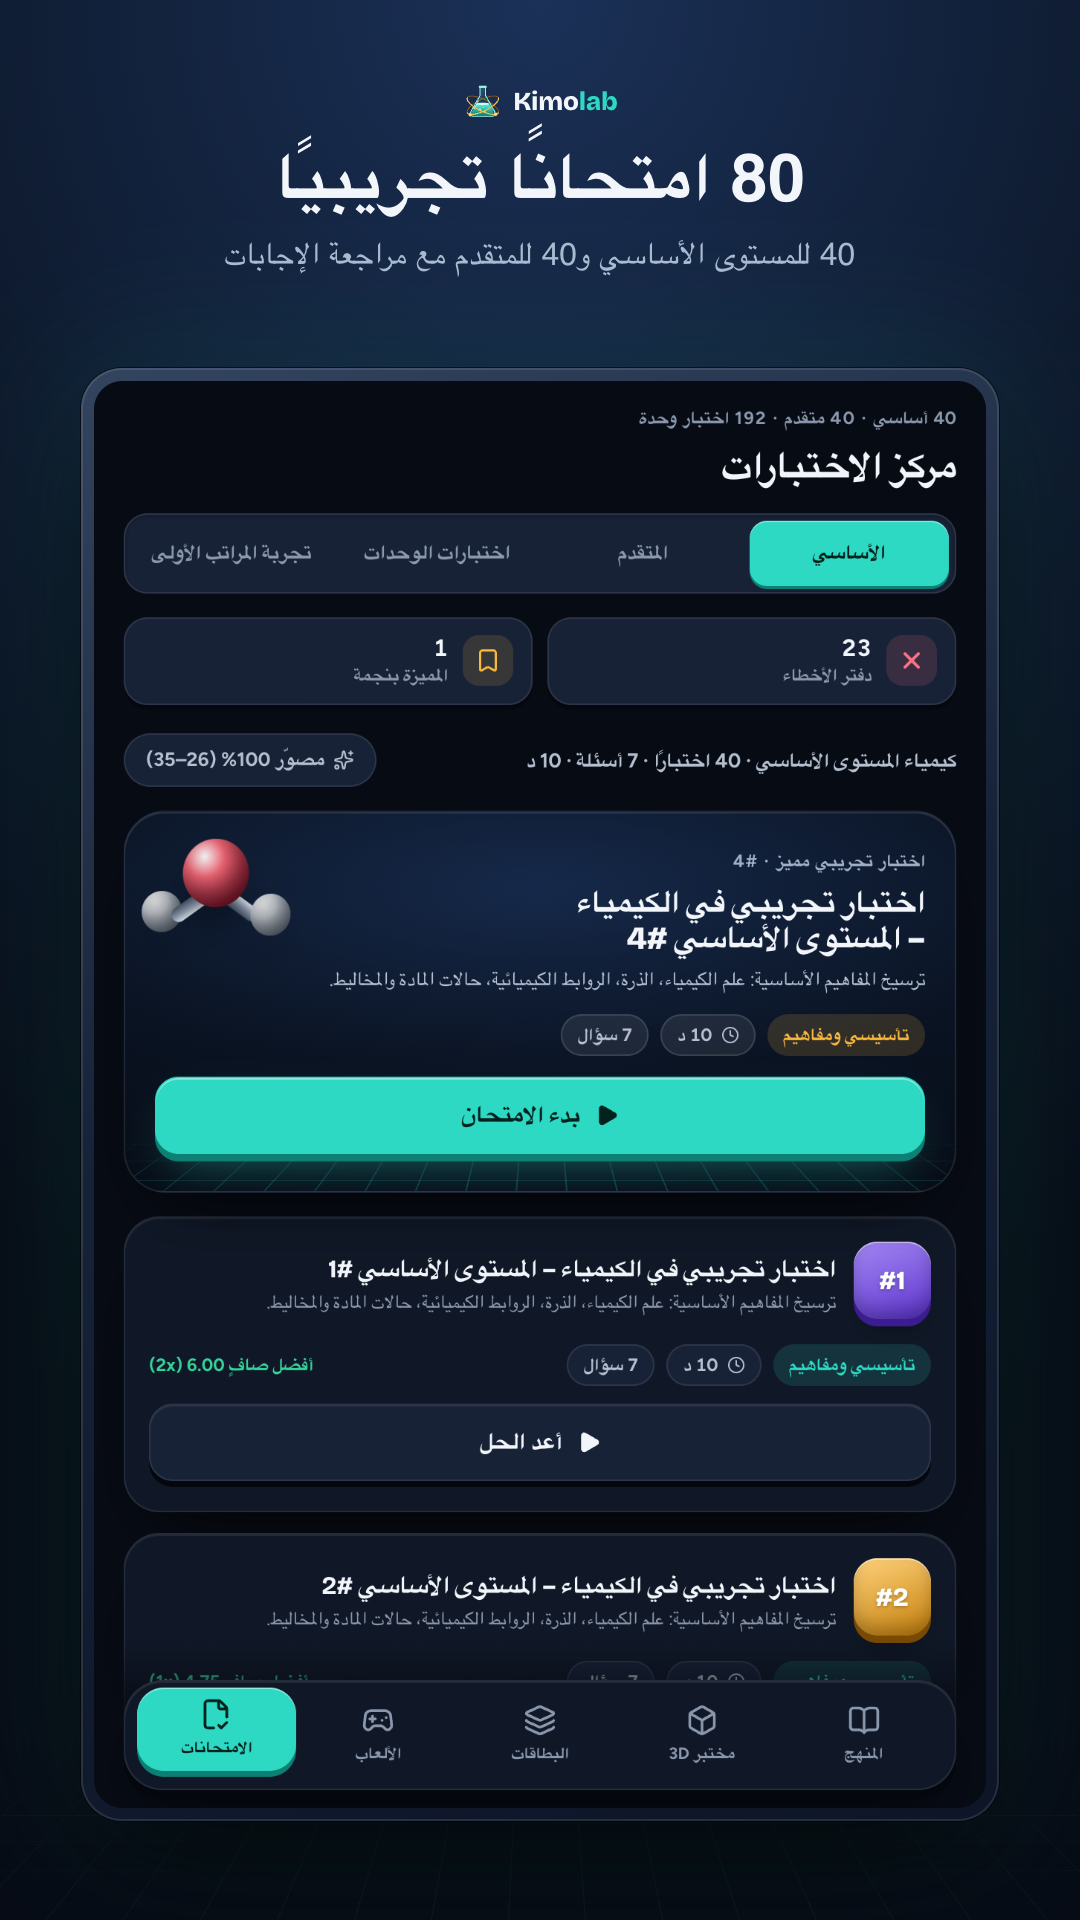 Kimolab
80 امتحانًا تجريبيًا
40 للمستوى الأساسي و40 للمتقدم مع مراجعة الإجابات
40 أساسي · 40 متقدم · 192 اختبار وحدة
مركز الاختبارات
الأساسي
المتقدم
اختبارات الوحدات
تجربة المراتب الأولى
23
دفتر الأخطاء
1
المميزة بنجمة
كيمياء المستوى الأساسي · 40 اختبارًا · 7 أسئلة · 10 د
مصوّر 100% (26–35)
اختبار تجريبي مميز · #4
اختبار تجريبي في الكيمياء
– المستوى الأساسي #4
ترسيخ المفاهيم الأساسية: علم الكيمياء، الذرة، الروابط الكيميائية، حالات المادة والمخاليط.
تأسيسي ومفاهيم
10 د
7 سؤال
بدء الامتحان
#1
اختبار تجريبي في الكيمياء – المستوى الأساسي #1
ترسيخ المفاهيم الأساسية: علم الكيمياء، الذرة، الروابط الكيميائية، حالات المادة والمخاليط.
تأسيسي ومفاهيم
10 د
7 سؤال
أفضل صافٍ 6.00 (2x)
أعد الحل
#2
اختبار تجريبي في الكيمياء – المستوى الأساسي #2
ترسيخ المفاهيم الأساسية: علم الكيمياء، الذرة، الروابط الكيميائية، حالات المادة والمخاليط.
المنهج
مختبر 3D
البطاقات
الألعاب
الامتحانات